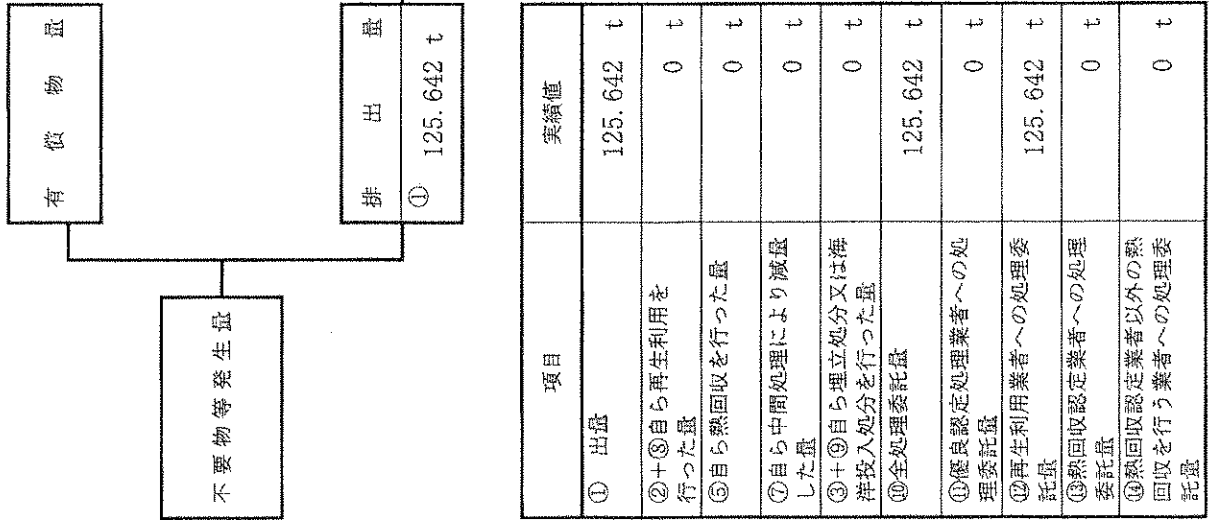 不要物等発生量
有償物量
排出量
① 125.642 t
項目 実績値
① 出量 125.642 t
②+⑧自ら再生利用を
行った量 0 t
⑤自ら熱回収を行った量 0 t
⑦自ら中間処理により減量
した量 0 t
③+⑨自ら埋立処分又は海
洋投入処分を行った量 0 t
⑩全処理委託量 125.642 t
⑪優良認定処理業者への処
理委託量 0 t
⑫再生利用業者への処理委
託量 125.642 t
⑬熱回収認定業者への処理
委託量 0 t
⑭熱回収認定業者以外の熱
回収を行う業者への処理委
託量 0 t